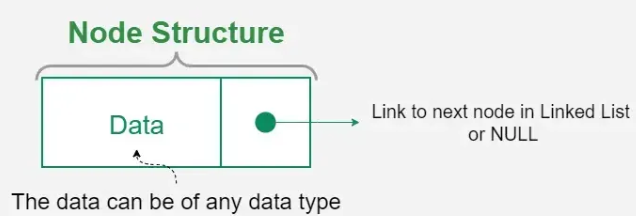 Node Structure
Data
Link to next node in Linked List
or NULL
The data can be of any data type